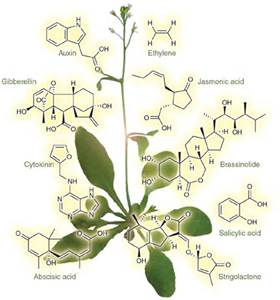 Auxin
Ethylene
Gibberellin
Jasmonic acid
Cytokinin
Brassinolide
Salicylic acid
Abscisic acid
Strigolactone